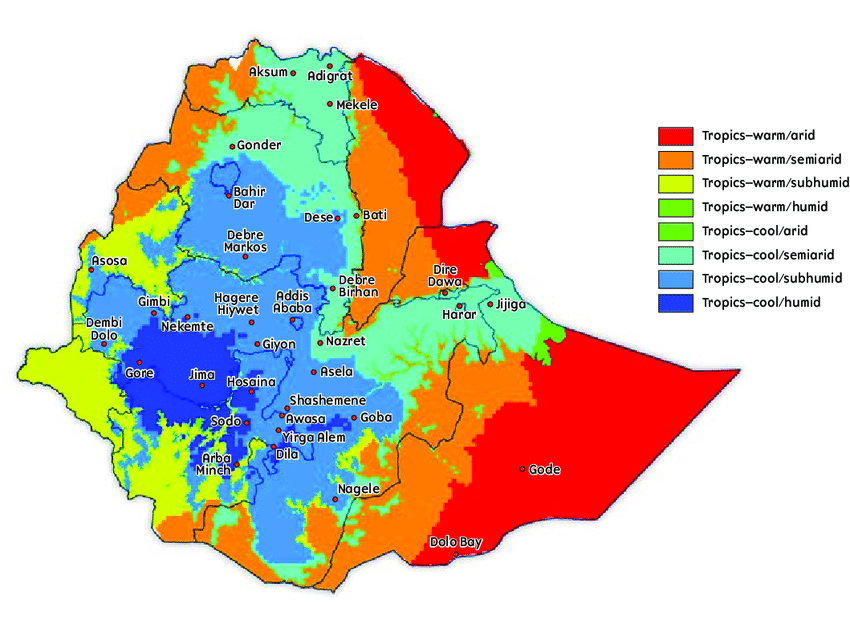 Aksum
Adigrat
Mekele
Gonder
Bahir
Dar
Dese
Bati
Debre
Markos
Asosa
Debre
Birhan
Dire
Dawa
Harar
Jijiga
Gimbi
Hagere
Hiywet
Addis
Ababa
Dembi
Dolo
Nekemte
Giyon
Nazret
Gore
Jima
Hosaina
Asela
Shashemene
Sodo
Awasa
Goba
Yirga Alem
Arba
Minch
Dila
Nagele
Gode
Dolo Bay
Tropics–warm/arid
Tropics–warm/semiarid
Tropics–warm/subhumid
Tropics–warm/humid
Tropics–cool/arid
Tropics–cool/semiarid
Tropics–cool/subhumid
Tropics–cool/humid